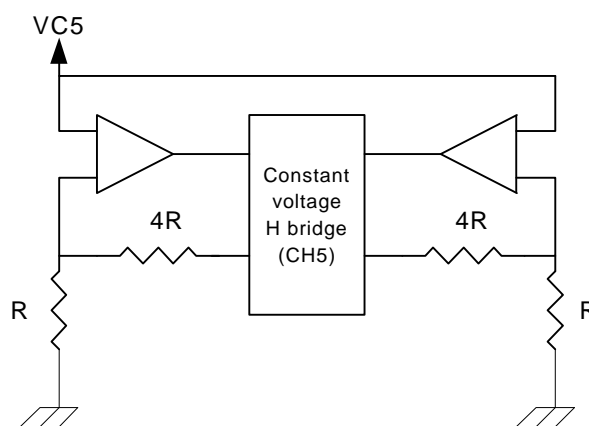 VC5
Constant
voltage
H bridge
(CH5)
4R
4R
R
R